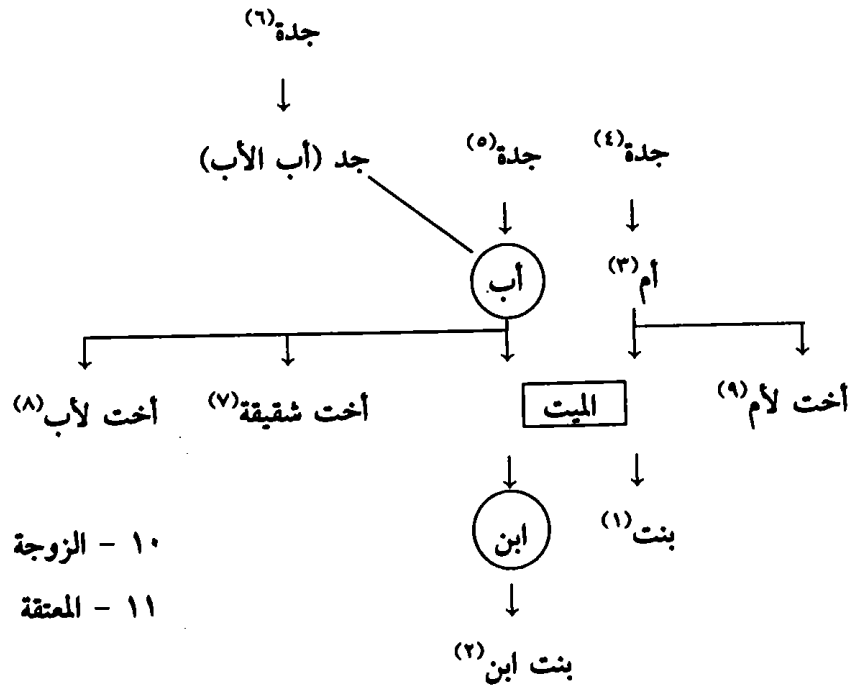 جدة(٦)
جد (أب الأب) جدة(٥) جدة(٤)
أب أم(٣)
أخت لأب(٨) أخت شقيقة(٧) الميت أخت لأم(٩)
ابن بنت(١)
١٠ - الزوجة
١١ - المعتقة
بنت ابن(٢)